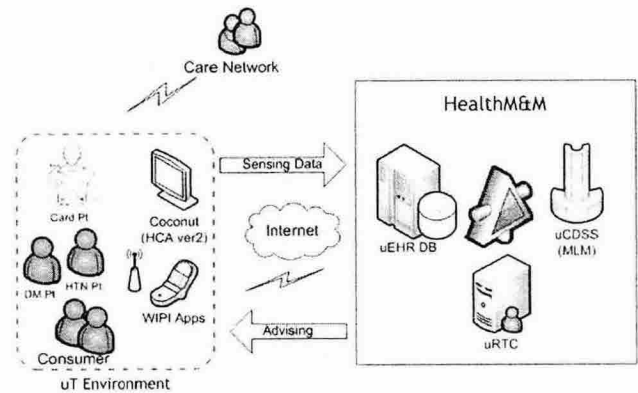 Care Network
HealthM&M
Sensing Data
Card Pt
Coconut
(HCA ver2)
Internet
uEHR DB
uCDSS
(MLM)
DM Pt
HTN Pt
WIPI Apps
uRTC
Advising
Consumer
uT Environment